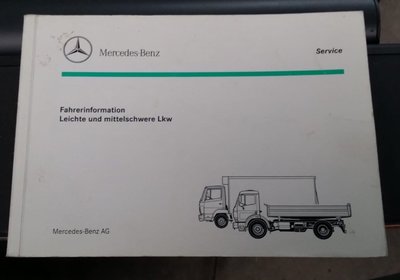 Mercedes-Benz
Service
Fahrerinformation
Leichte und mittelschwere Lkw
Mercedes-Benz AG